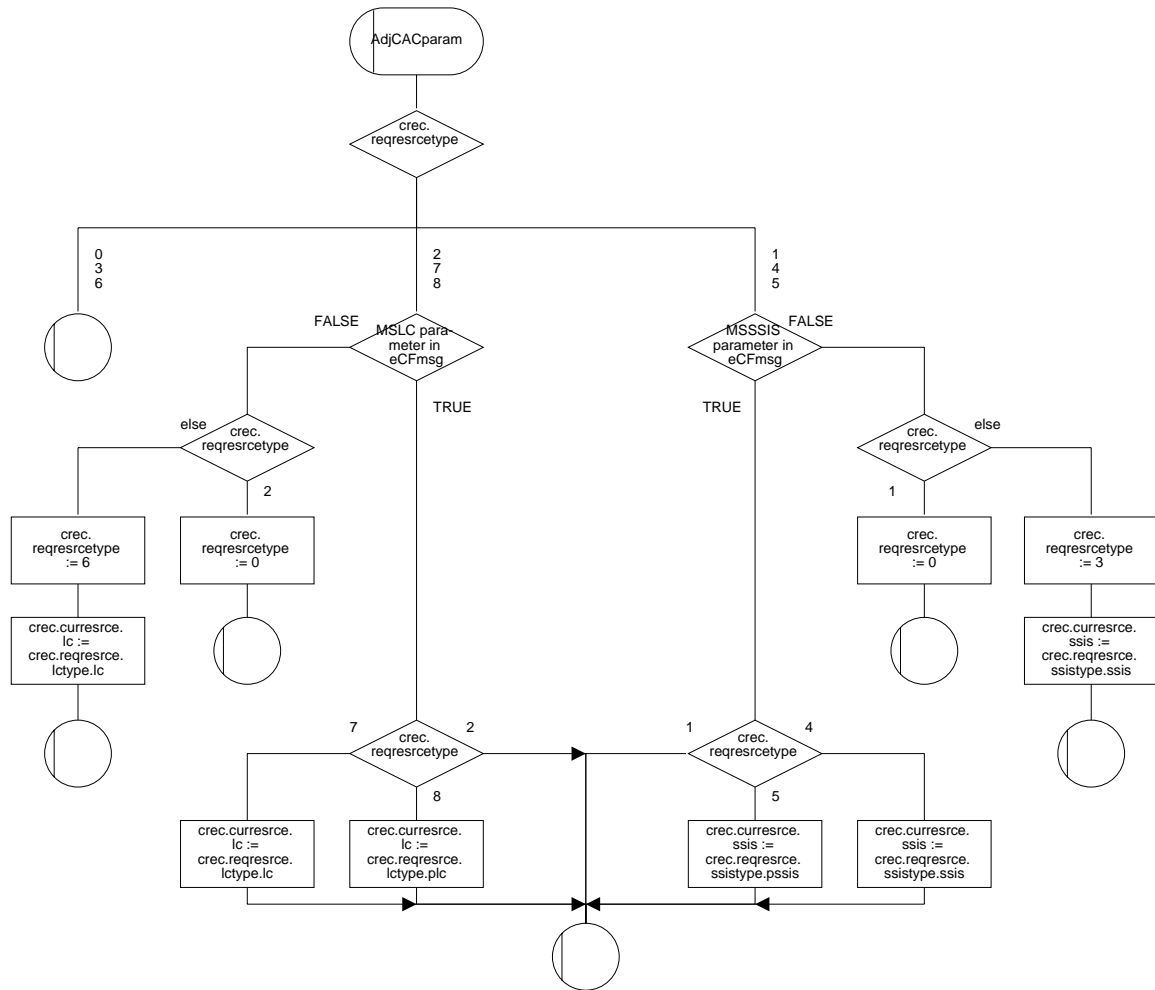 AdjCACparam
crec.
reqresrcetype
0
3
6
2
7
8
1
4
5
FALSE
MSLC para-
meter in
eCFmsg
TRUE
MSSSIS
parameter in
eCFmsg
FALSE
TRUE
else
crec.
reqresrcetype
2
crec.
reqresrcetype
else
1
crec.
reqresrcetype
:= 6
crec.
reqresrcetype
:= 0
crec.
reqresrcetype
:= 0
crec.
reqresrcetype
:= 3
crec.curresrce.
lc :=
crec.reqresrce.
lctype.lc
crec.curresrce.
ssis :=
crec.reqresrce.
ssistype.ssis
7
crec.
reqresrcetype
2
8
1
crec.
reqresrcetype
4
5
crec.curresrce.
lc :=
crec.reqresrce.
lctype.lc
crec.curresrce.
lc :=
crec.reqresrce.
lctype.plc
crec.curresrce.
ssis :=
crec.reqresrce.
ssistype.pssis
crec.curresrce.
ssis :=
crec.reqresrce.
ssistype.ssis